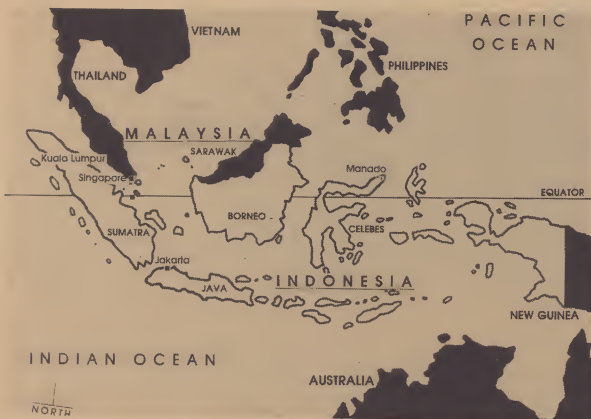 PACIFIC
OCEAN
VIETNAM
PHILIPPINES
THAILAND
MALAYSIA
SARAWAK
Kuala Lumpur
Manado
Singapore
EQUATOR
BORNEO
CELEBES
SUMATRA
Jakarta
INDONESIA
JAVA
NEW GUINEA
INDIAN OCEAN
AUSTRALIA
NORTH